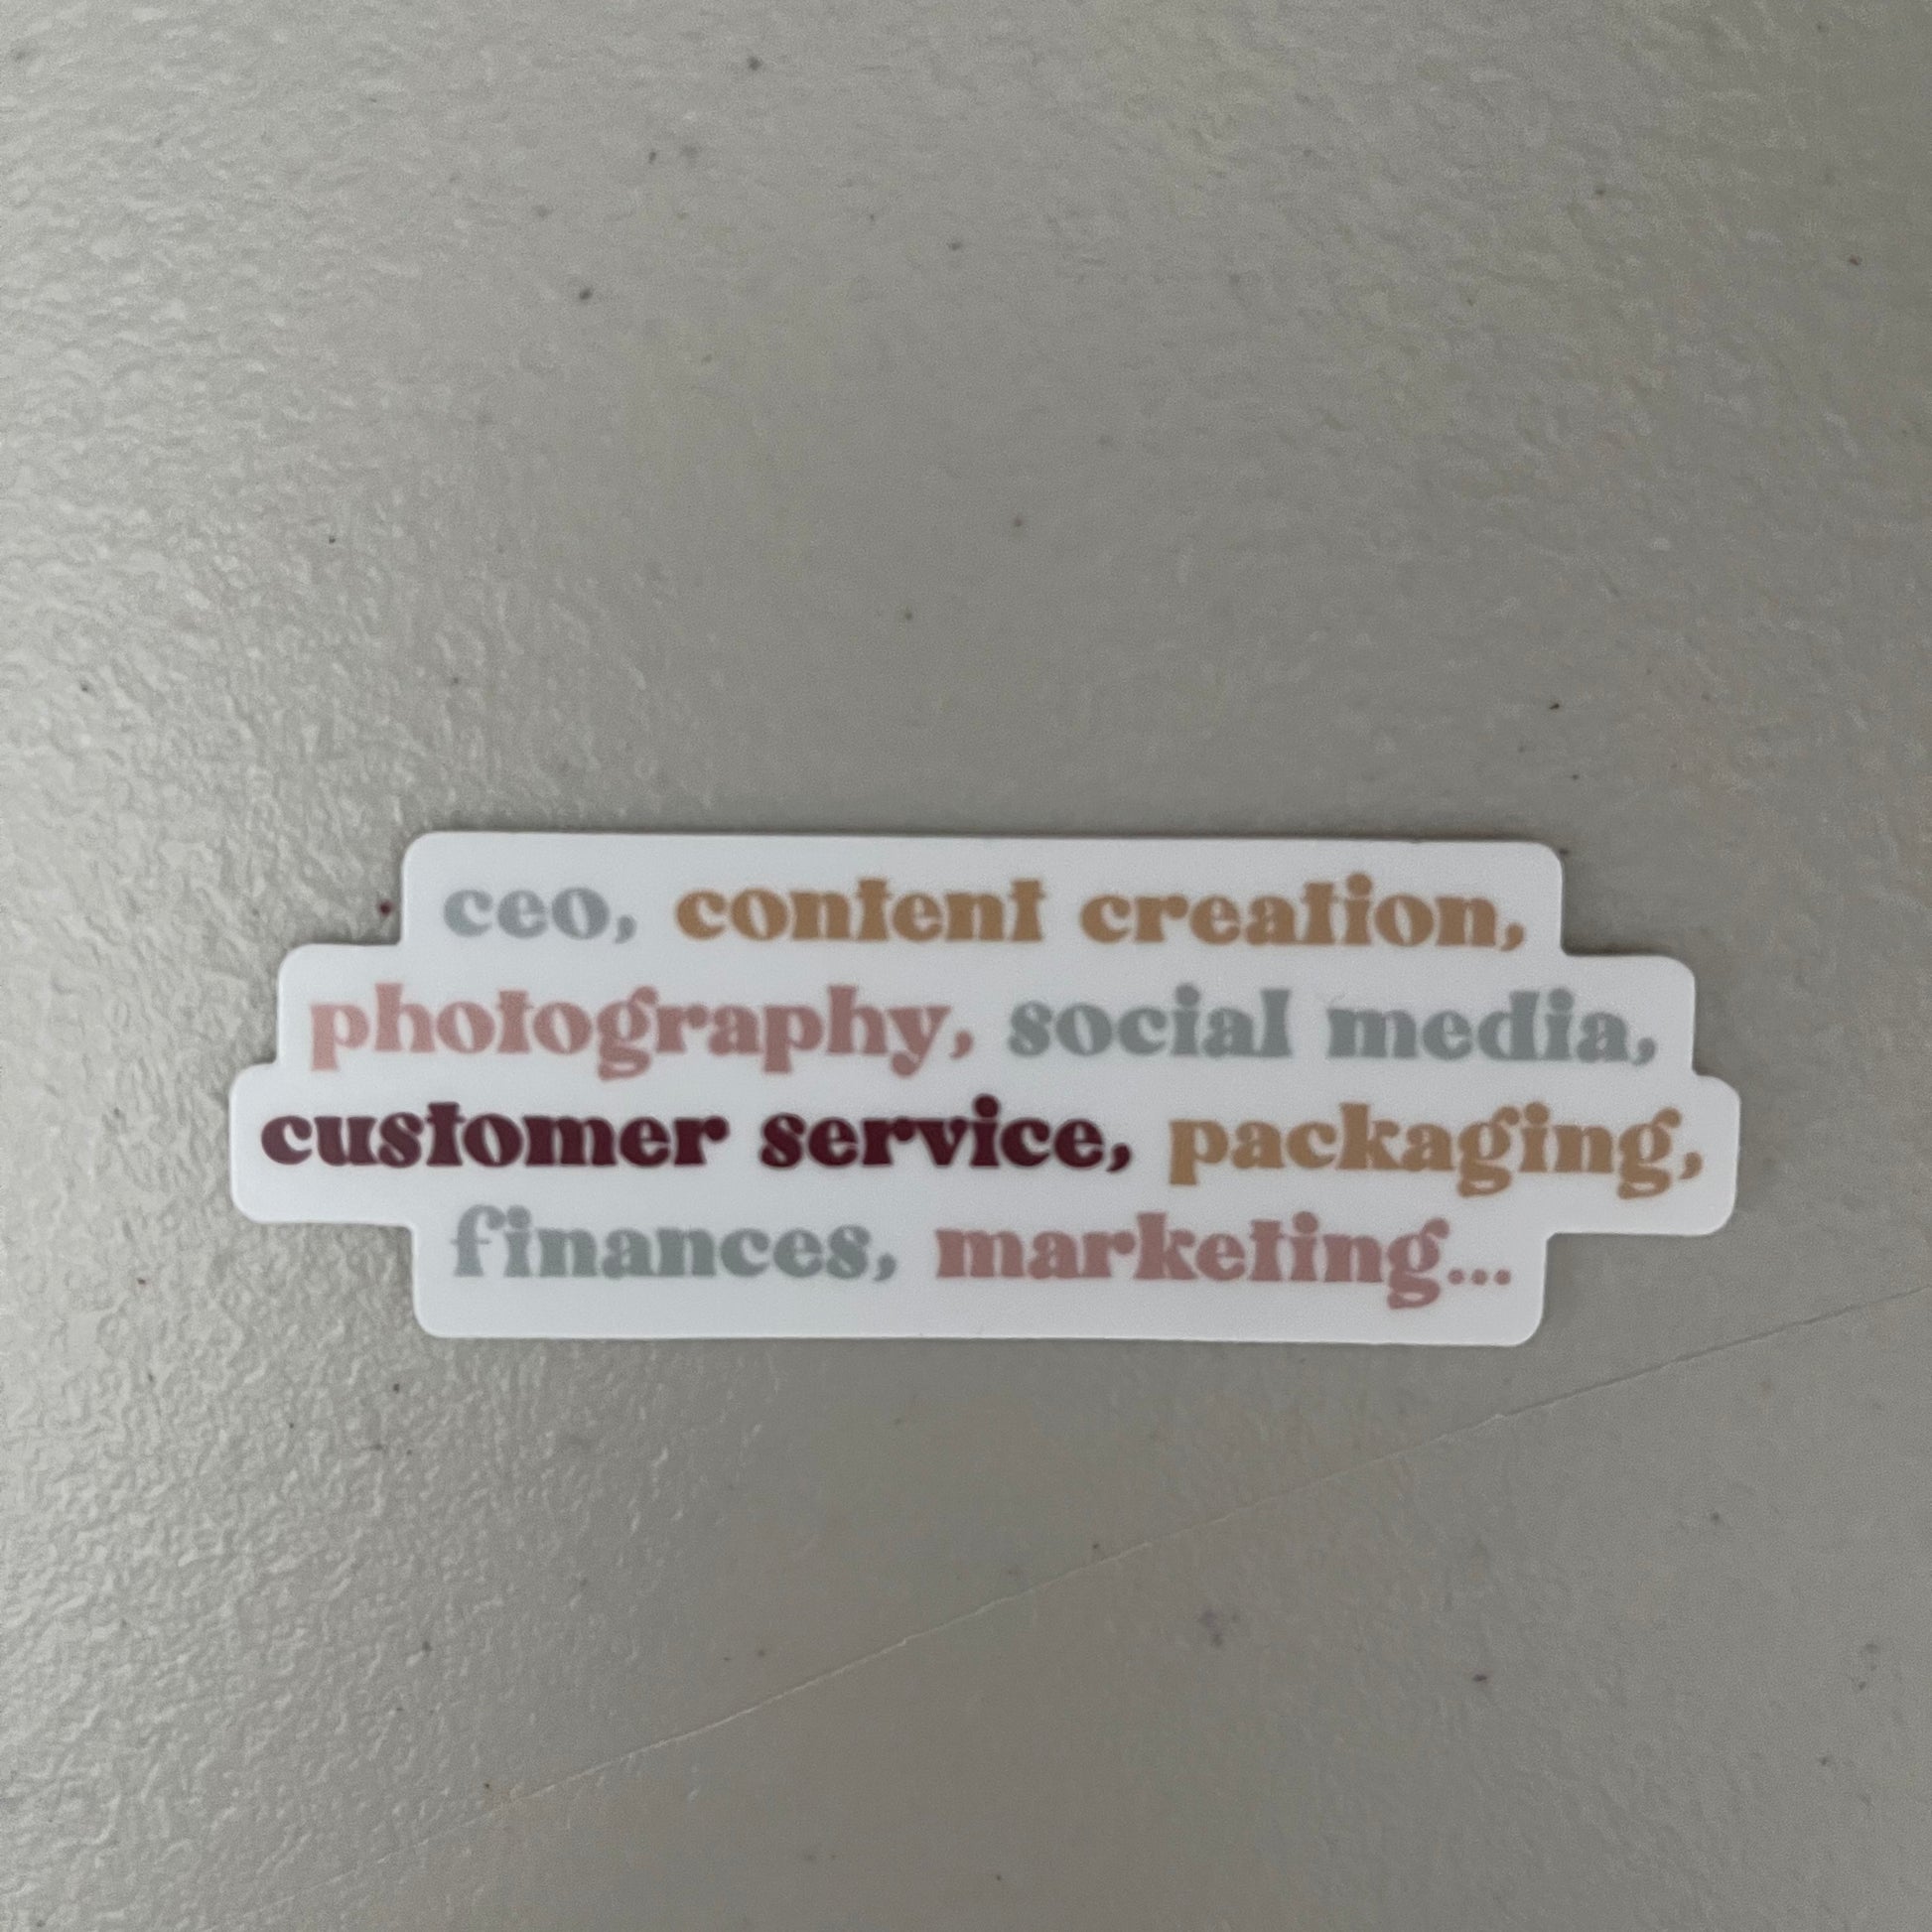 ceo, content creation,
photography, social media,
customer service, packaging,
finances, marketing...